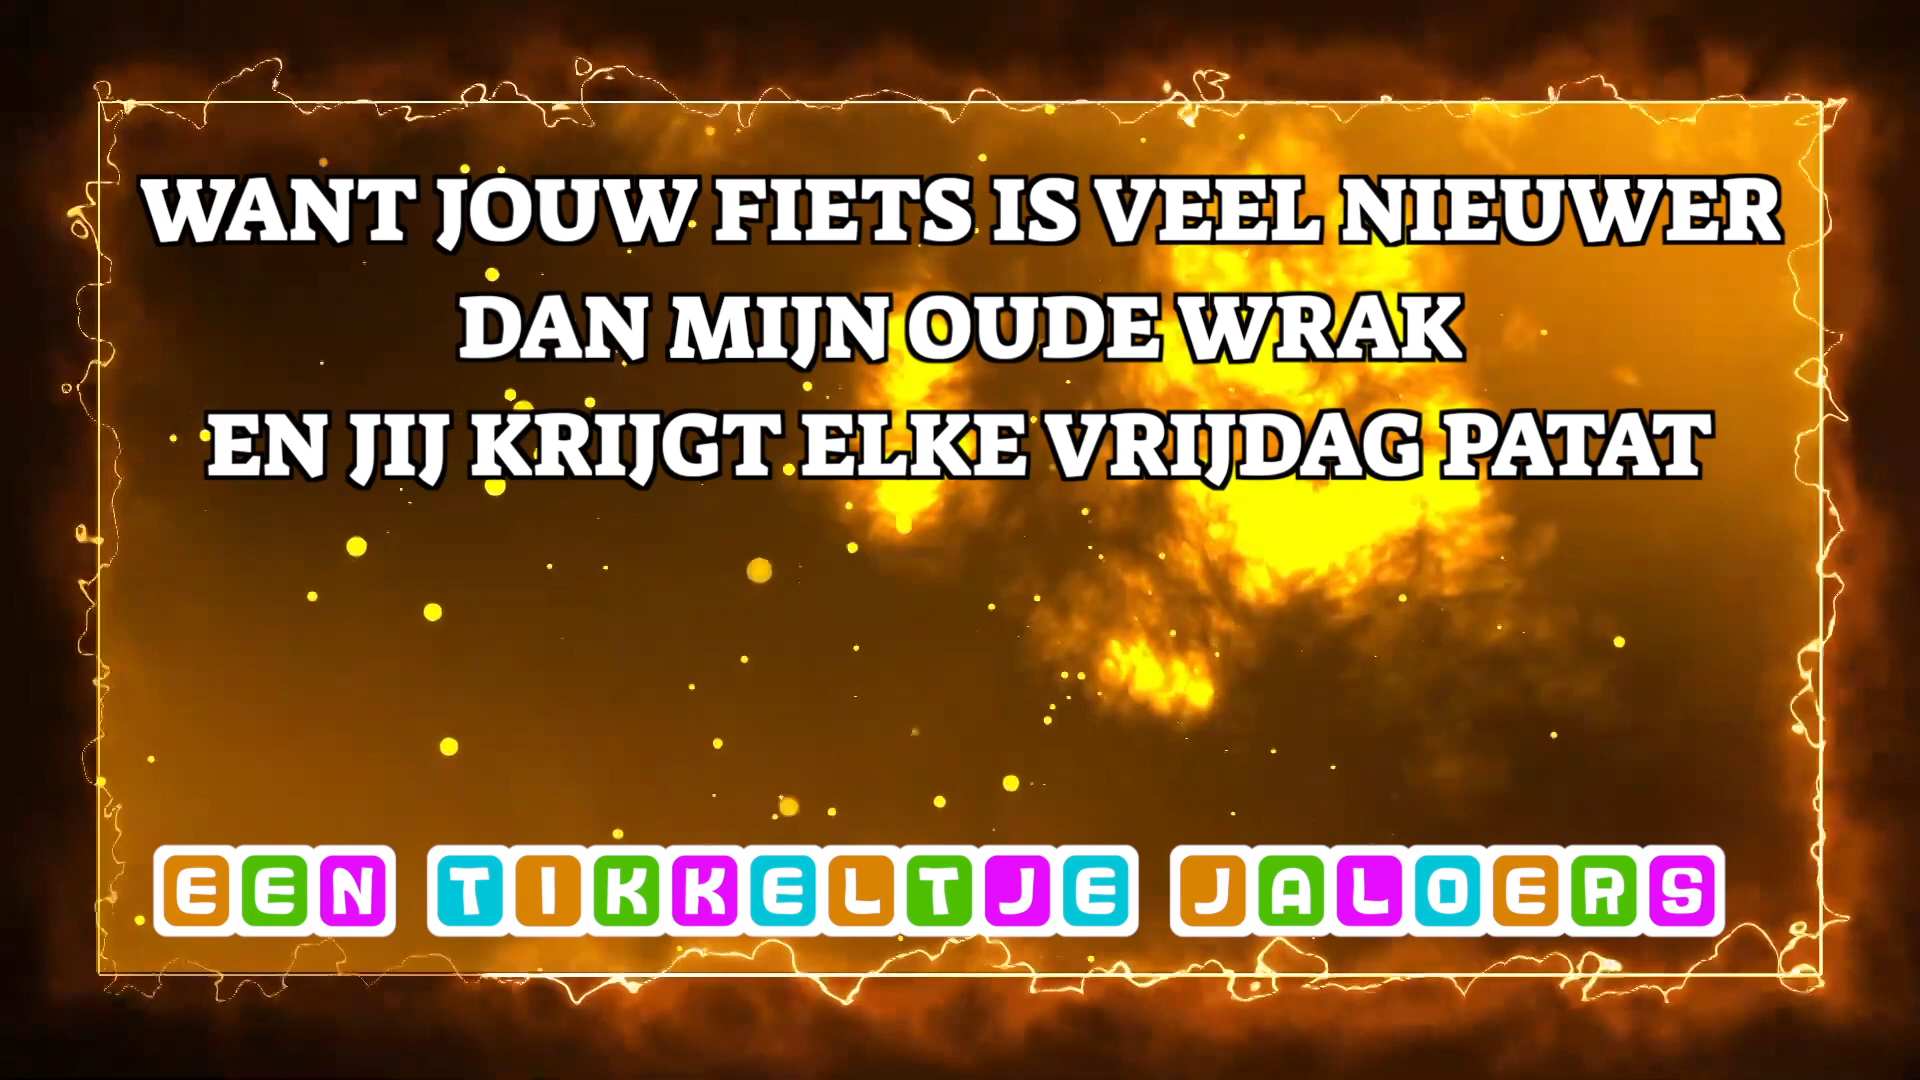 WANT JOUW FIETS IS VEEL NIEUWER
DAN MIJN OUDE WRAK
EN JIJ KRIJGT ELKE VRIJDAG PATAT
EEN TIKKELTJE JALOERS